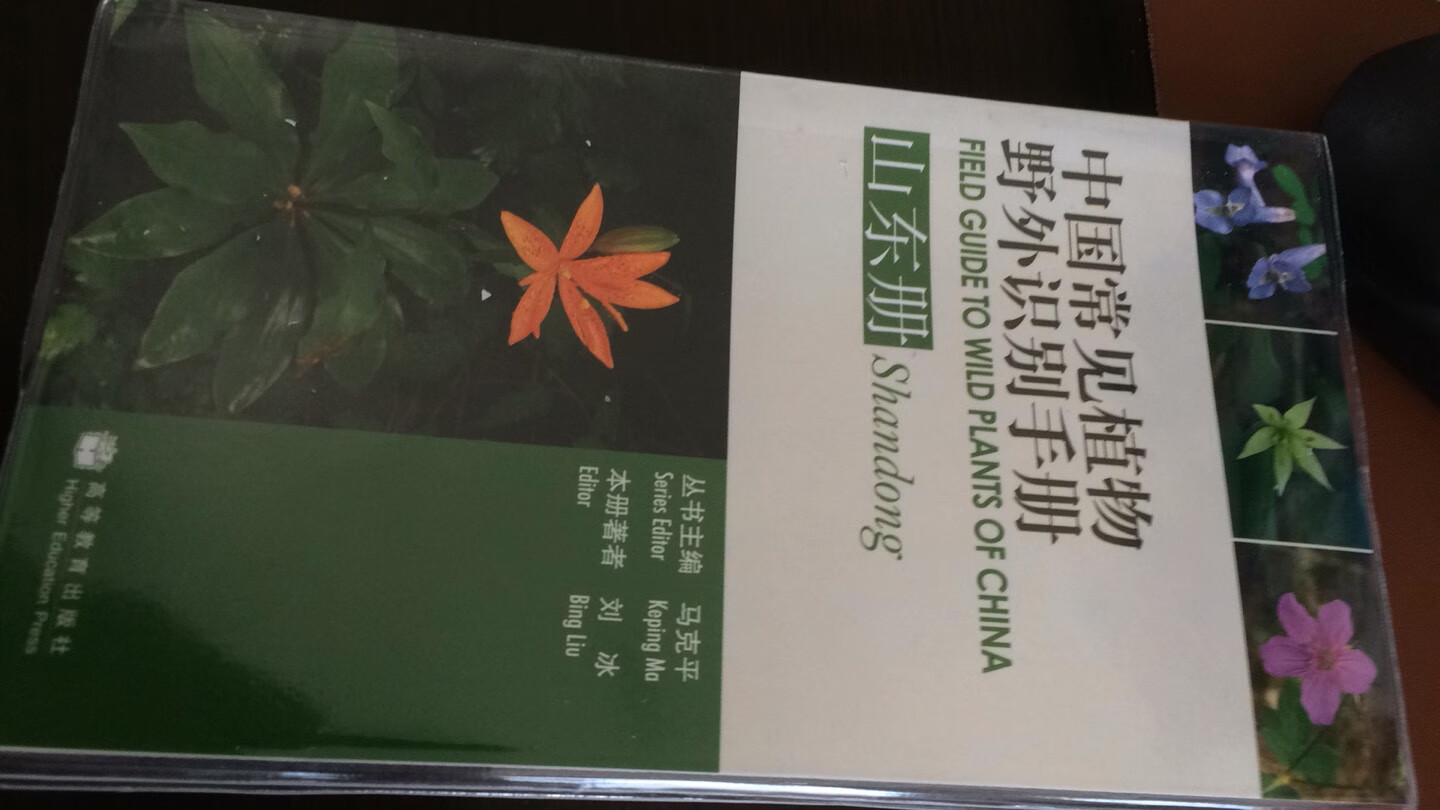 中国常见植物
野外识别手册
FIELD GUIDE TO WILD PLANTS OF CHINA
山东册 Shandong
丛书主编 马克平
Series Editor Keping Ma
本册著者 刘 冰
Editor Bing Liu
高等教育出版社
Higher Education Press